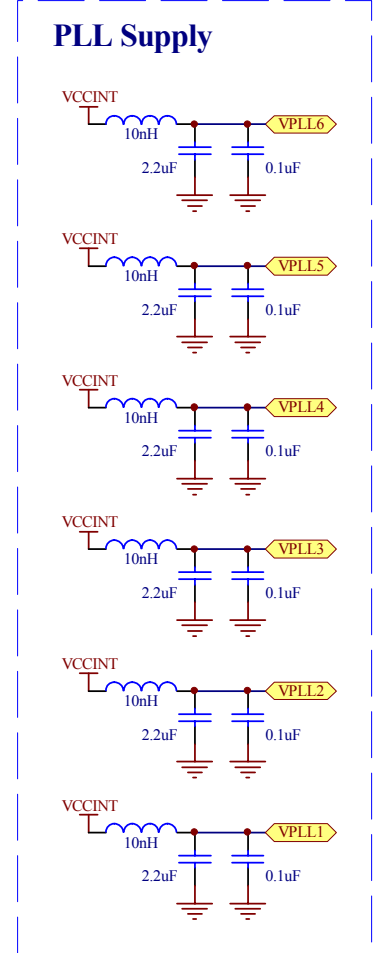 PLL Supply
VCCINT
10nH
VPLL6
2.2uF
0.1uF
VCCINT
10nH
VPLL5
2.2uF
0.1uF
VCCINT
10nH
VPLL4
2.2uF
0.1uF
VCCINT
10nH
VPLL3
2.2uF
0.1uF
VCCINT
10nH
VPLL2
2.2uF
0.1uF
VCCINT
10nH
VPLL1
2.2uF
0.1uF